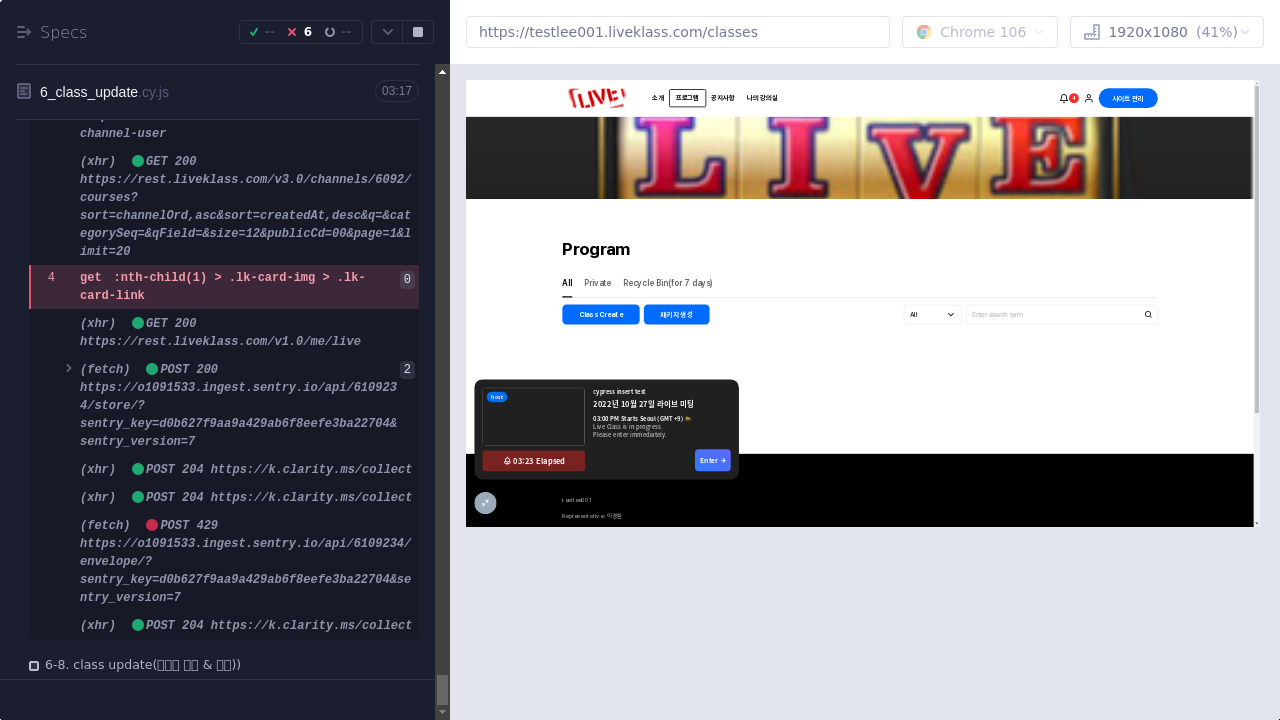 Specs
-- 6 --
6_class_update.cy.js 03:17
channel-user
(xhr) GET 200
https://rest.liveklass.com/v3.0/channels/6092/
courses?
sort=channelOrd,asc&sort=createdAt,desc&q=&cat
egorySeq=&qField=&size=12&publicCd=00&page=1&l
imit=20
4 get :nth-child(1) > .lk-card-img > .lk- 0
card-link
(xhr) GET 200
https://rest.liveklass.com/v1.0/me/live
(fetch) POST 200 2
https://o1091533.ingest.sentry.io/api/610923
4/store/?
sentry_key=d0b627f9aa9a429ab6f8eefe3ba22704&
sentry_version=7
(xhr) POST 204 https://k.clarity.ms/collect
(xhr) POST 204 https://k.clarity.ms/collect
(fetch) POST 429
https://o1091533.ingest.sentry.io/api/6109234/
envelope/?
sentry_key=d0b627f9aa9a429ab6f8eefe3ba22704&se
ntry_version=7
(xhr) POST 204 https://k.clarity.ms/collect
6-8. class update( & ))
https://testlee001.liveklass.com/classes
Chrome 106
1920x1080 (41%)
LIVE!
소개 프로그램 공지사항 나의 강의실
4 사이트 관리
LIVE
Program
All Private Recycle Bin(for 7 days)
Class Create 패키지 생성 All Enter search term
host
cypress insert test
2022년 10월 27일 라이브 미팅
03:00 PM Starts Seoul (GMT +9)
Live Class is in progress.
Please enter immediately.
03:23 Elapsed
Enter →
testlee001
Representative: 이정환